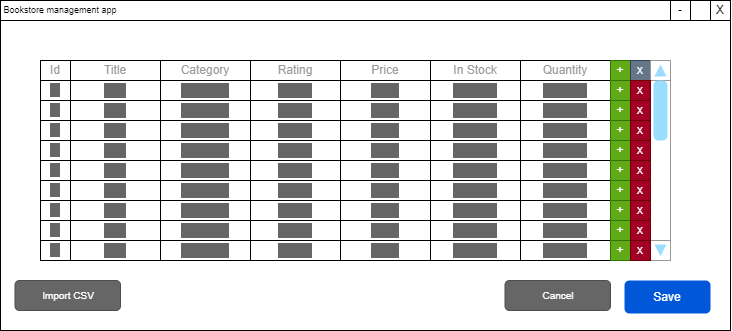 Bookstore management app - X
Id Title Category Rating Price In Stock Quantity + x
+ x
+ x
+ x
+ x
+ x
+ x
+ x
+ x
+ x
Import CSV Cancel Save